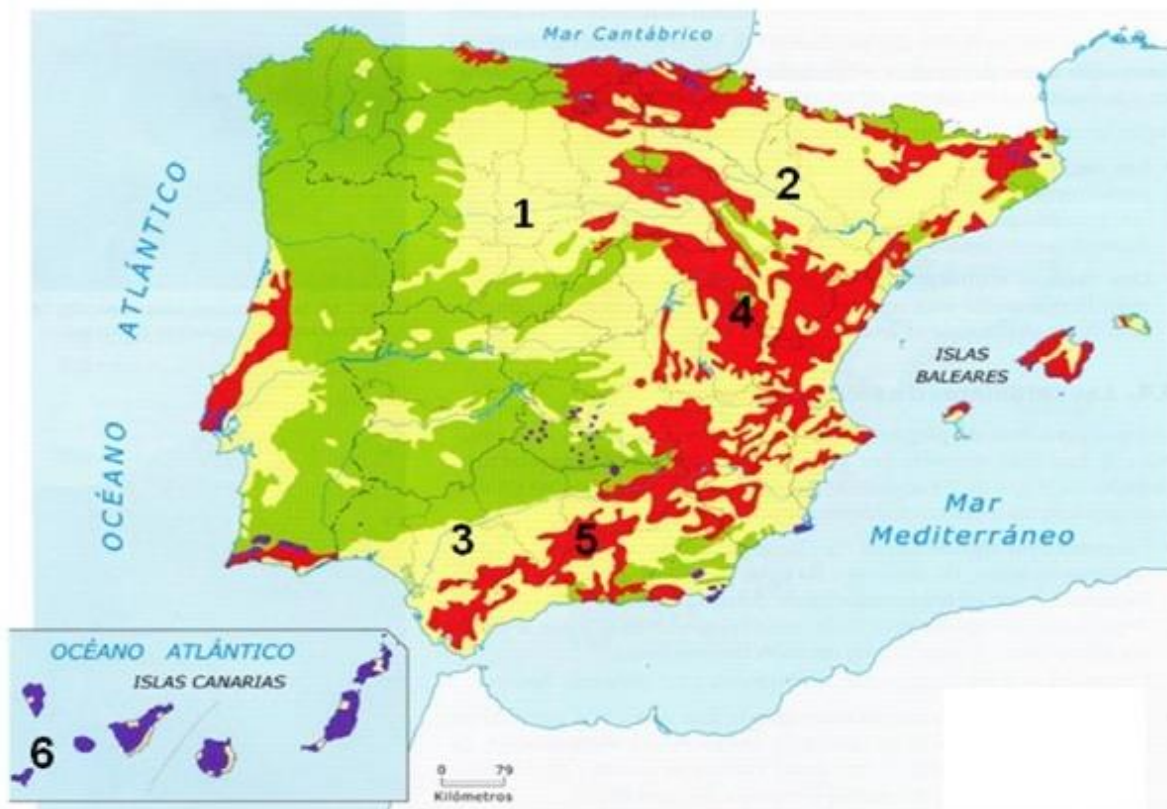 Mar Cantábrico
2
1
ATLÁNTICO
4
ISLAS
BALEARES
OCÉANO
Mar
Mediterráneo
3
5
OCÉANO ATLÁNTICO
ISLAS CANARIAS
6
0 79
Kilómetros